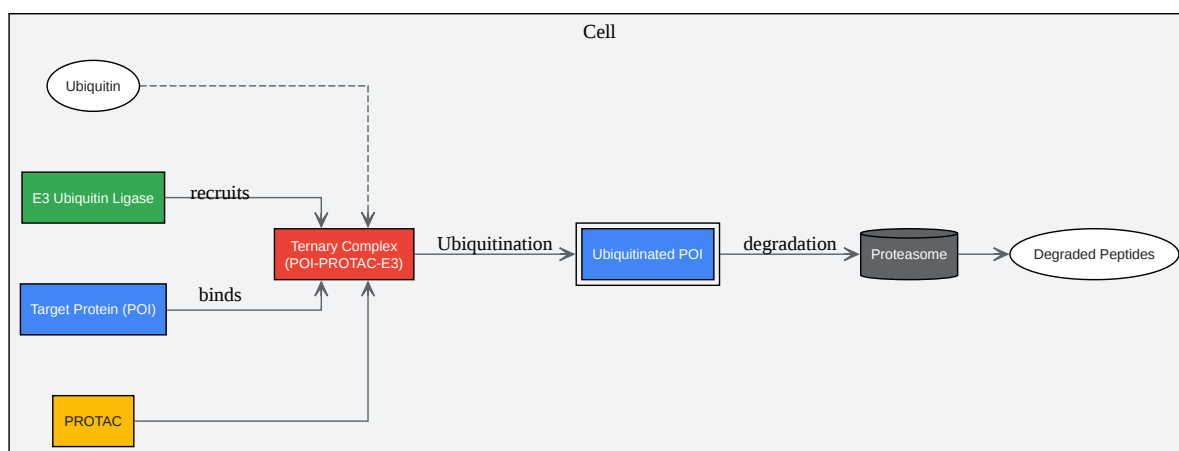 Cell
Ubiquitin
E3 Ubiquitin Ligase
recruits
Ternary Complex
(POI-PROTAC-E3)
Ubiquitination
Ubiquitinated POI
degradation
Proteasome
Degraded Peptides
Target Protein (POI)
binds
PROTAC